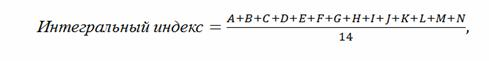 Интегральный индекс = A+B+C+D+E+F+G+H+I+J+K+L+M+N
14 ,